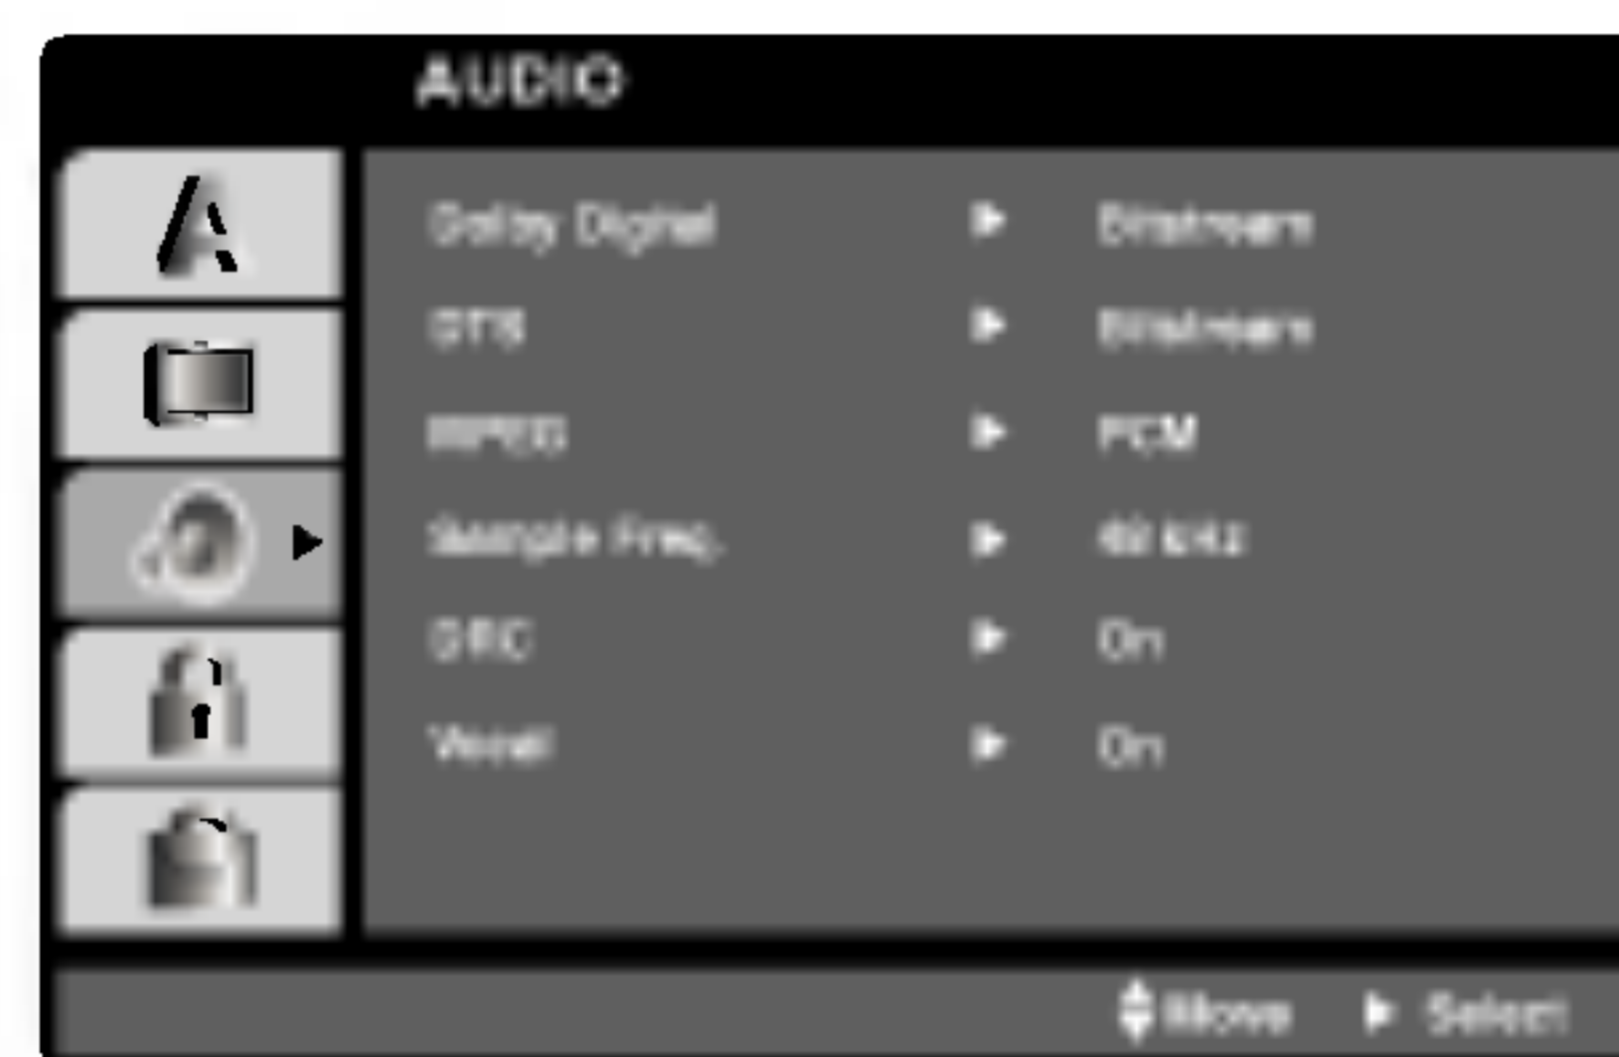 AUDIO
Dolby Digital ▶ Bitstream
DTS ▶ Bitstream
MPEG ▶ PCM
Sample Freq. ▶ 48 kHz
DRC ▶ On
Vocal ▶ On
Move ▶ Select